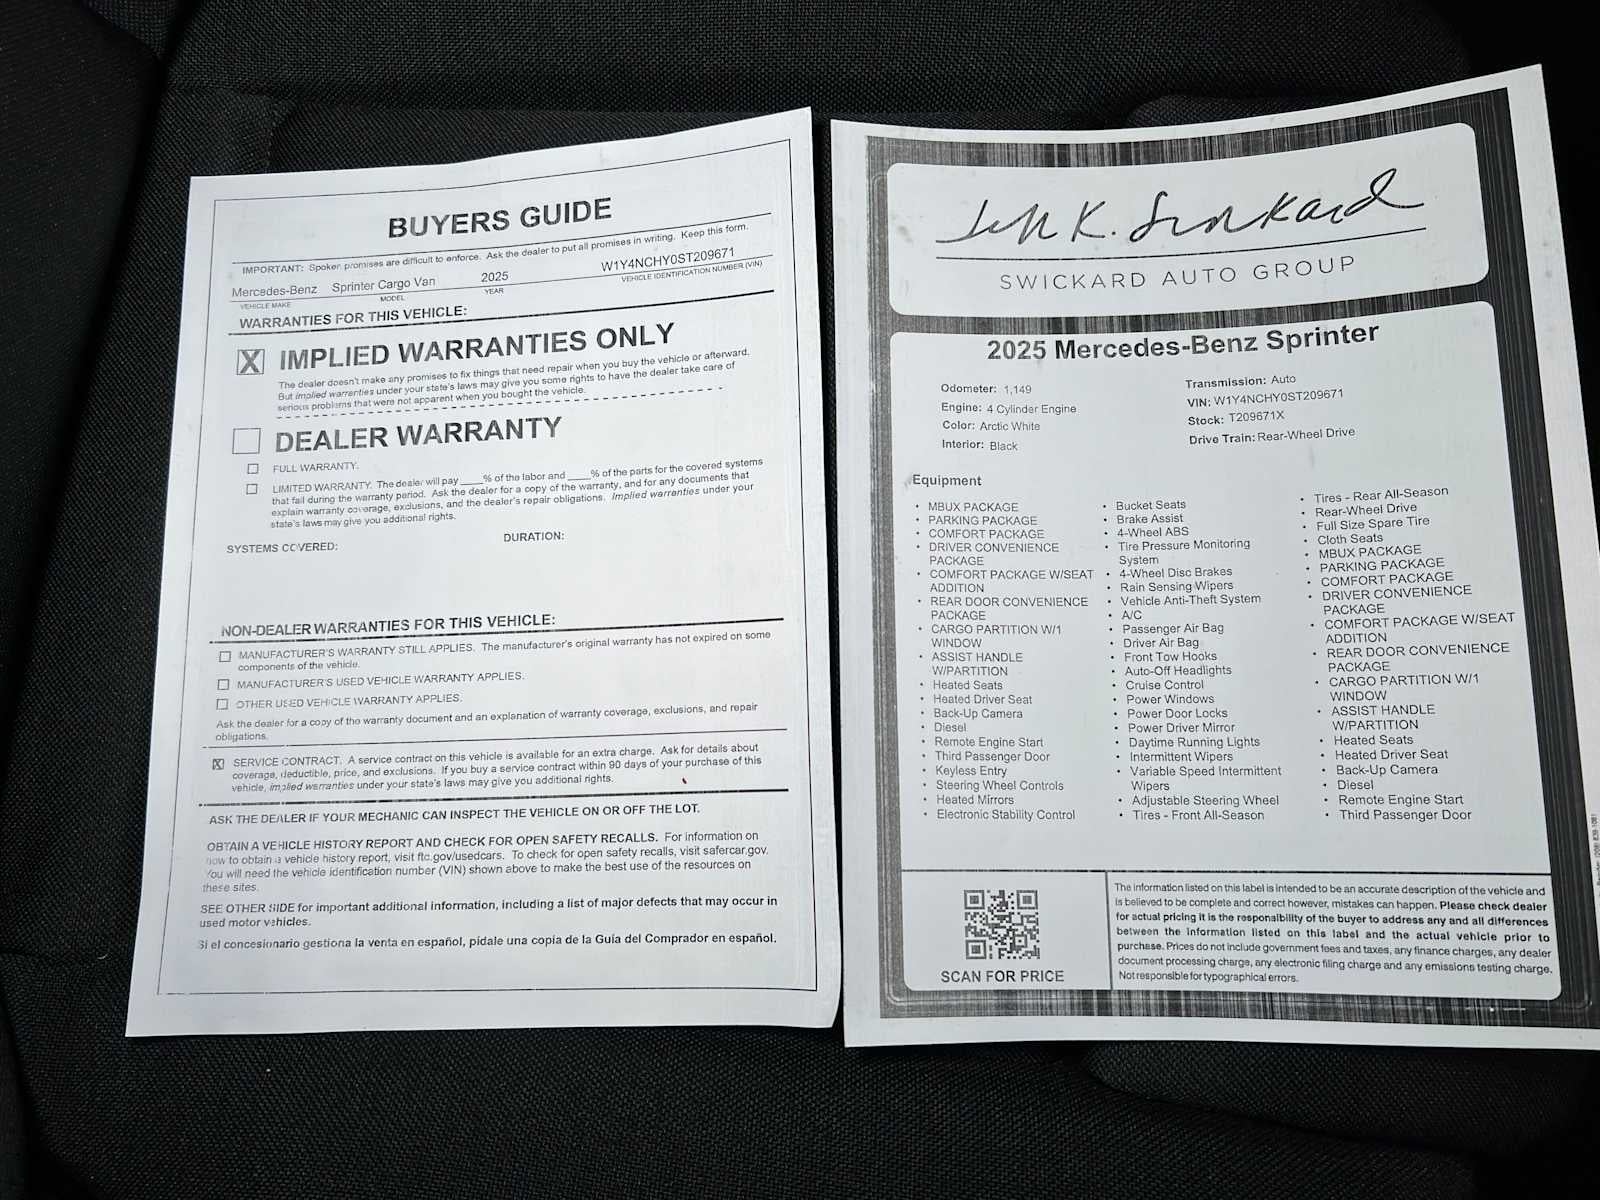 BUYERS GUIDE
IMPORTANT: Spoken promises are difficult to enforce. Ask the dealer to put all promises in writing. Keep this form.
Mercedes-Benz Sprinter Cargo Van 2025 W1Y4NCHY0ST209671
VEHICLE MAKE MODEL YEAR VEHICLE IDENTIFICATION NUMBER (VIN)
WARRANTIES FOR THIS VEHICLE:
X IMPLIED WARRANTIES ONLY
The dealer doesn't make any promises to fix things that need repair when you buy the vehicle or afterward.
But implied warranties under your state's laws may give you some rights to have the dealer take care of
serious problems that were not apparent when you bought the vehicle.
DEALER WARRANTY
FULL WARRANTY.
LIMITED WARRANTY. The dealer will pay ____% of the labor and ____% of the parts for the covered systems
that fail during the warranty period. Ask the dealer for a copy of the warranty, and for any documents that
explain warranty coverage, exclusions, and the dealer's repair obligations. Implied warranties under your
state's laws may give you additional rights.
SYSTEMS COVERED: DURATION:
NON-DEALER WARRANTIES FOR THIS VEHICLE:
MANUFACTURER'S WARRANTY STILL APPLIES. The manufacturer's original warranty has not expired on some
components of the vehicle.
MANUFACTURER'S USED VEHICLE WARRANTY APPLIES.
OTHER USED VEHICLE WARRANTY APPLIES.
Ask the dealer for a copy of the warranty document and an explanation of warranty coverage, exclusions, and repair
obligations.
X SERVICE CONTRACT. A service contract on this vehicle is available for an extra charge. Ask for details about
coverage, deductible, price, and exclusions. If you buy a service contract within 90 days of your purchase of this
vehicle, implied warranties under your state's laws may give you additional rights.
ASK THE DEALER IF YOUR MECHANIC CAN INSPECT THE VEHICLE ON OR OFF THE LOT.
OBTAIN A VEHICLE HISTORY REPORT AND CHECK FOR OPEN SAFETY RECALLS. For information on
how to obtain a vehicle history report, visit ftc.gov/usedcars. To check for open safety recalls, visit safercar.gov.
You will need the vehicle identification number (VIN) shown above to make the best use of the resources on
these sites.
SEE OTHER SIDE for important additional information, including a list of major defects that may occur in
used motor vehicles.
Si el concesionario gestiona la venta en español, pídale una copia de la Guía del Comprador en español.
SWICKARD AUTO GROUP
2025 Mercedes-Benz Sprinter
Odometer: 1,149
Engine: 4 Cylinder Engine
Color: Arctic White
Interior: Black
Transmission: Auto
VIN: W1Y4NCHY0ST209671
Stock: T209671X
Drive Train: Rear-Wheel Drive
Equipment
• MBUX PACKAGE
• PARKING PACKAGE
• COMFORT PACKAGE
• DRIVER CONVENIENCE
PACKAGE
• COMFORT PACKAGE W/SEAT
ADDITION
• REAR DOOR CONVENIENCE
PACKAGE
• CARGO PARTITION W/1
WINDOW
• ASSIST HANDLE
W/PARTITION
• Heated Seats
• Heated Driver Seat
• Back-Up Camera
• Diesel
• Remote Engine Start
• Third Passenger Door
• Keyless Entry
• Steering Wheel Controls
• Heated Mirrors
• Electronic Stability Control
• Bucket Seats
• Brake Assist
• 4-Wheel ABS
• Tire Pressure Monitoring
System
• 4-Wheel Disc Brakes
• Rain Sensing Wipers
• Vehicle Anti-Theft System
• A/C
• Passenger Air Bag
• Driver Air Bag
• Front Tow Hooks
• Auto-Off Headlights
• Cruise Control
• Power Windows
• Power Door Locks
• Power Driver Mirror
• Daytime Running Lights
• Intermittent Wipers
• Variable Speed Intermittent
Wipers
• Adjustable Steering Wheel
• Tires - Front All-Season
• Tires - Rear All-Season
• Rear-Wheel Drive
• Full Size Spare Tire
• Cloth Seats
• MBUX PACKAGE
• PARKING PACKAGE
• COMFORT PACKAGE
• DRIVER CONVENIENCE
PACKAGE
• COMFORT PACKAGE W/SEAT
ADDITION
• REAR DOOR CONVENIENCE
PACKAGE
• CARGO PARTITION W/1
WINDOW
• ASSIST HANDLE
W/PARTITION
• Heated Seats
• Heated Driver Seat
• Back-Up Camera
• Diesel
• Remote Engine Start
• Third Passenger Door
SCAN FOR PRICE
The information listed on this label is intended to be an accurate description of the vehicle and
is believed to be complete and correct however, mistakes can happen. Please check dealer
for actual pricing it is the responsibility of the buyer to address any and all differences
between the information listed on this label and the actual vehicle prior to
purchase. Prices do not include government fees and taxes, any finance charges, any dealer
document processing charge, any electronic filing charge and any emissions testing charge.
Not responsible for typographical errors.